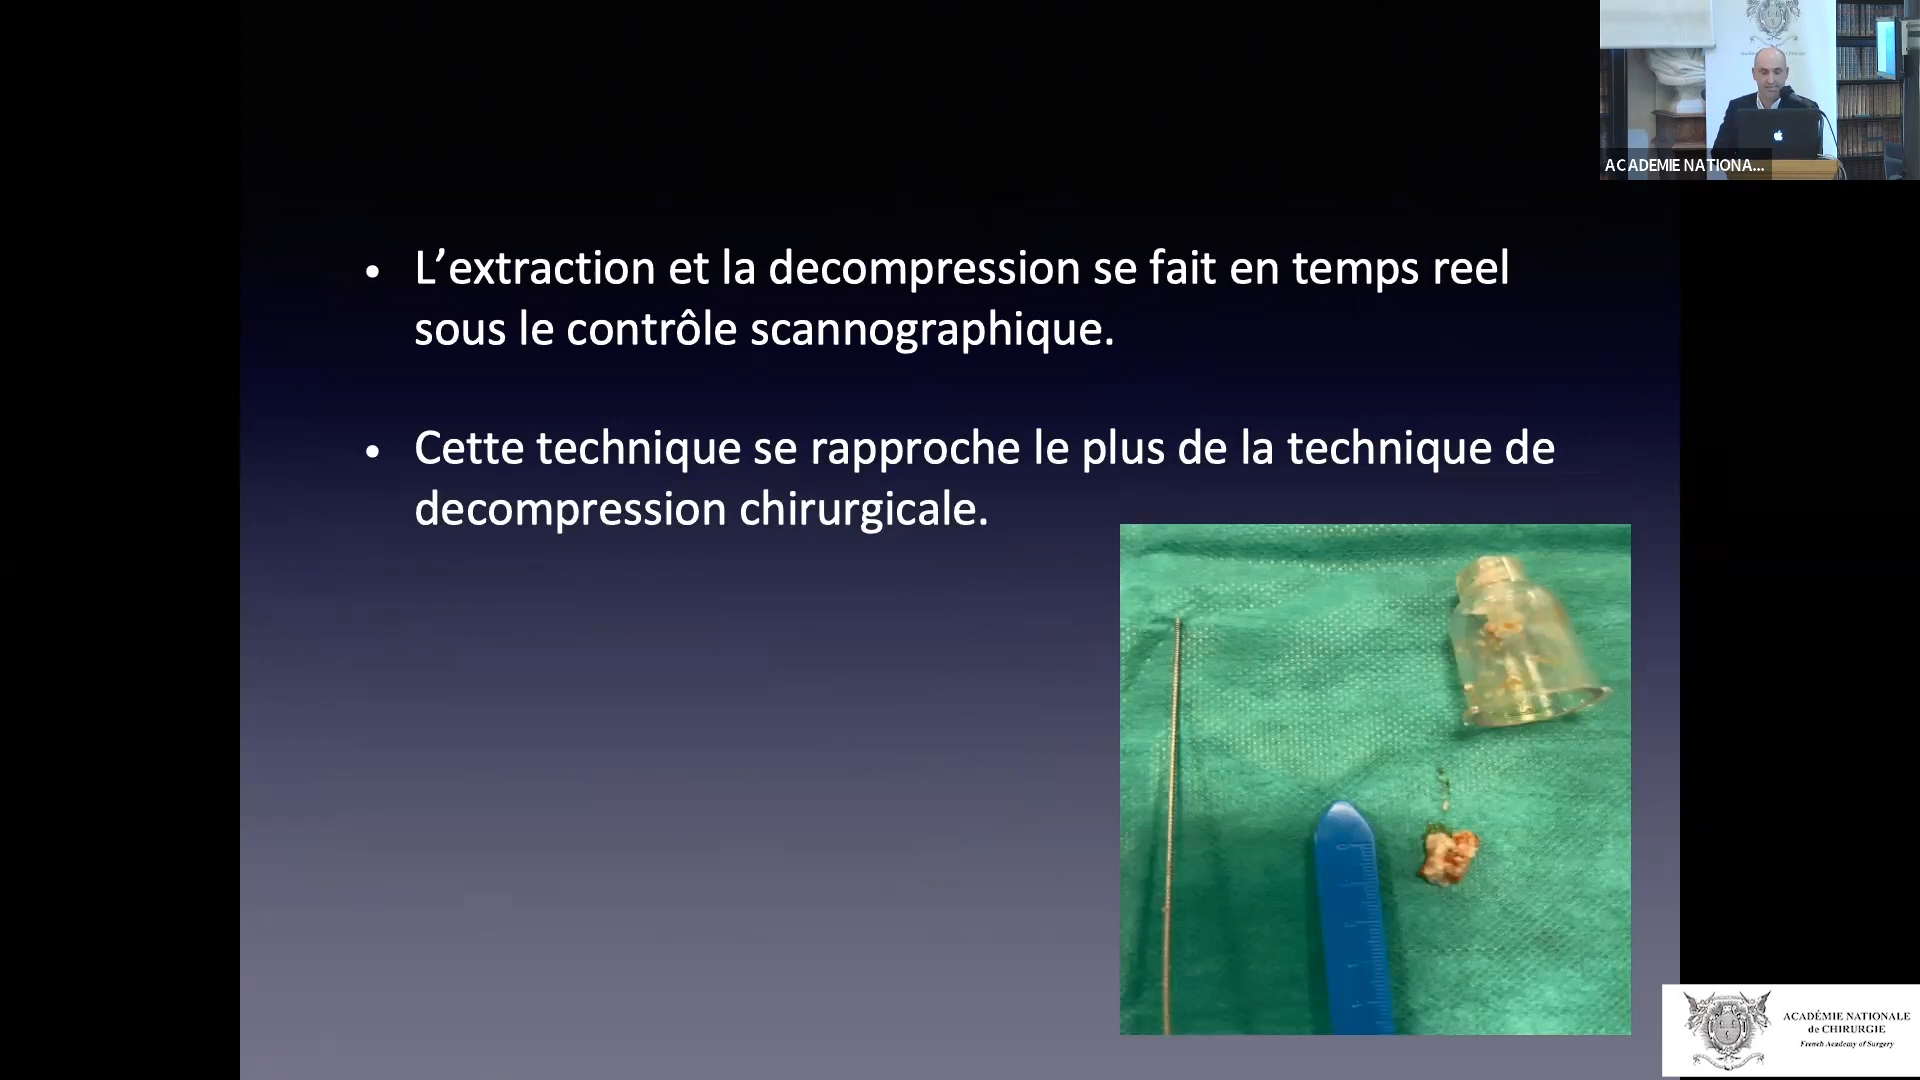 ACADEMIE NATIONA...
• L’extraction et la decompression se fait en temps reel
sous le contrôle scannographique.
• Cette technique se rapproche le plus de la technique de
decompression chirurgicale.
ACADÉMIE NATIONALE
de CHIRURGIE
French Academy of Surgery